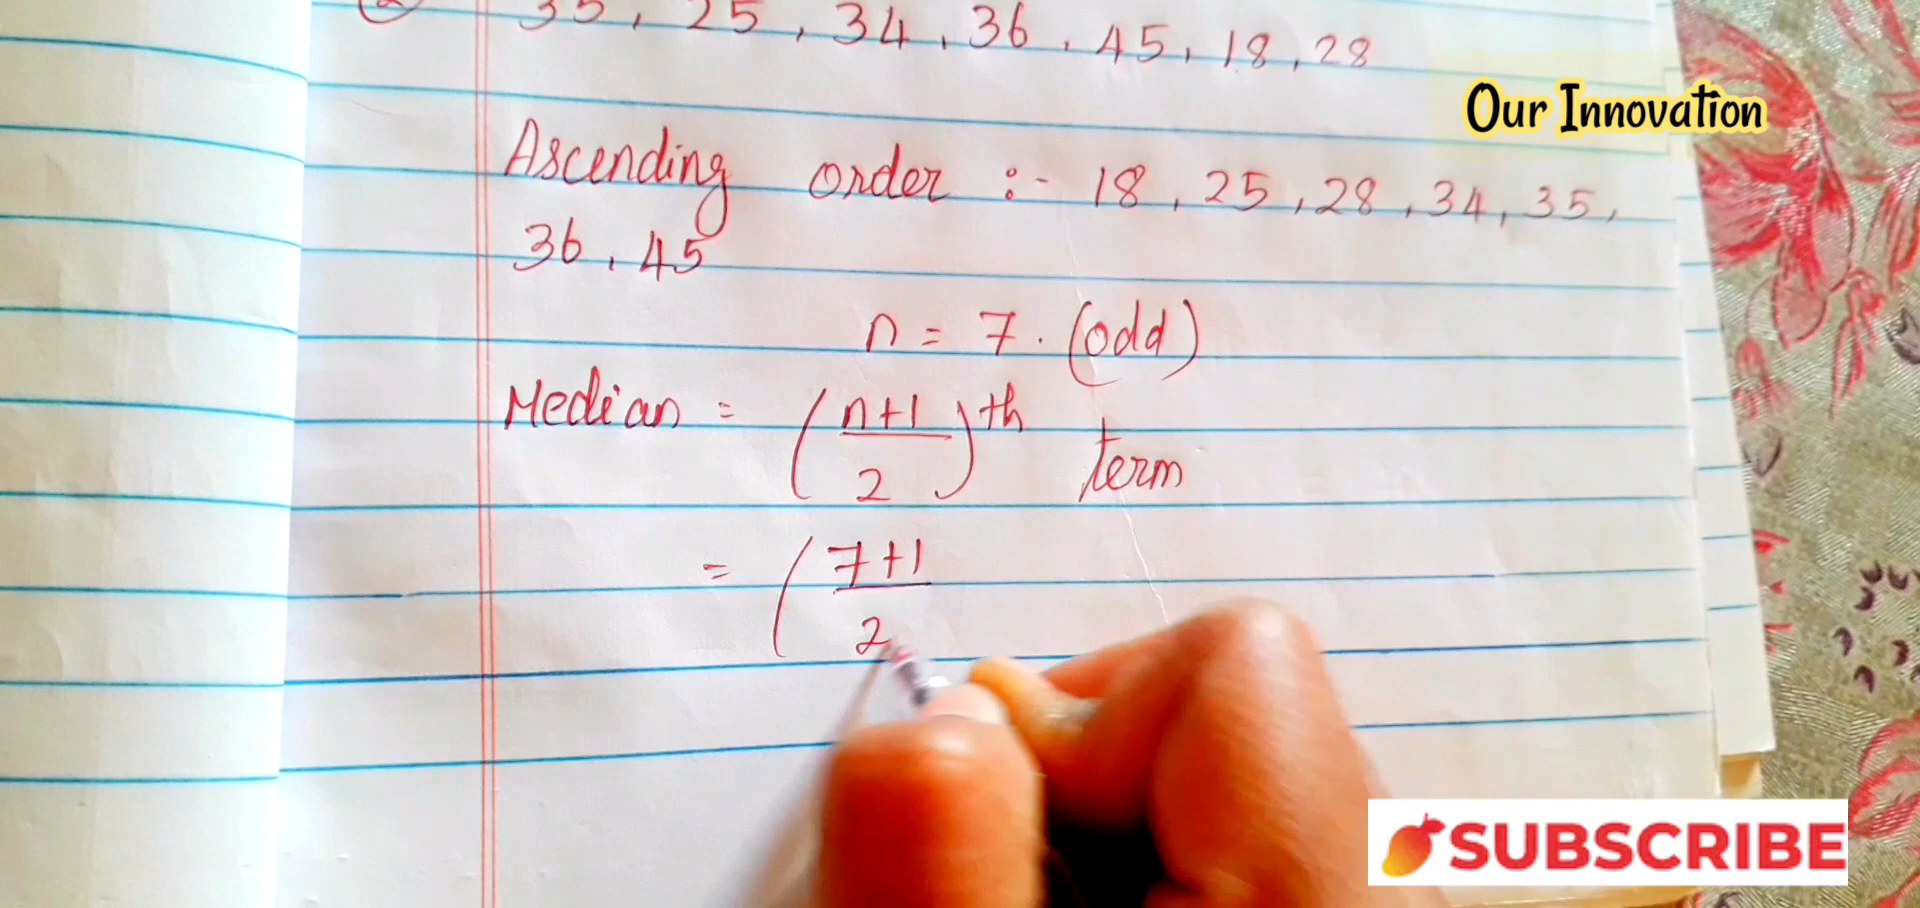 2 35, 25, 34, 36, 45, 18, 28
Our Innovation
Ascending order :- 18, 25, 28, 34, 35,
36, 45
n = 7. (odd)
Median = (n+1/2)th term
= (7+1/2
SUBSCRIBE